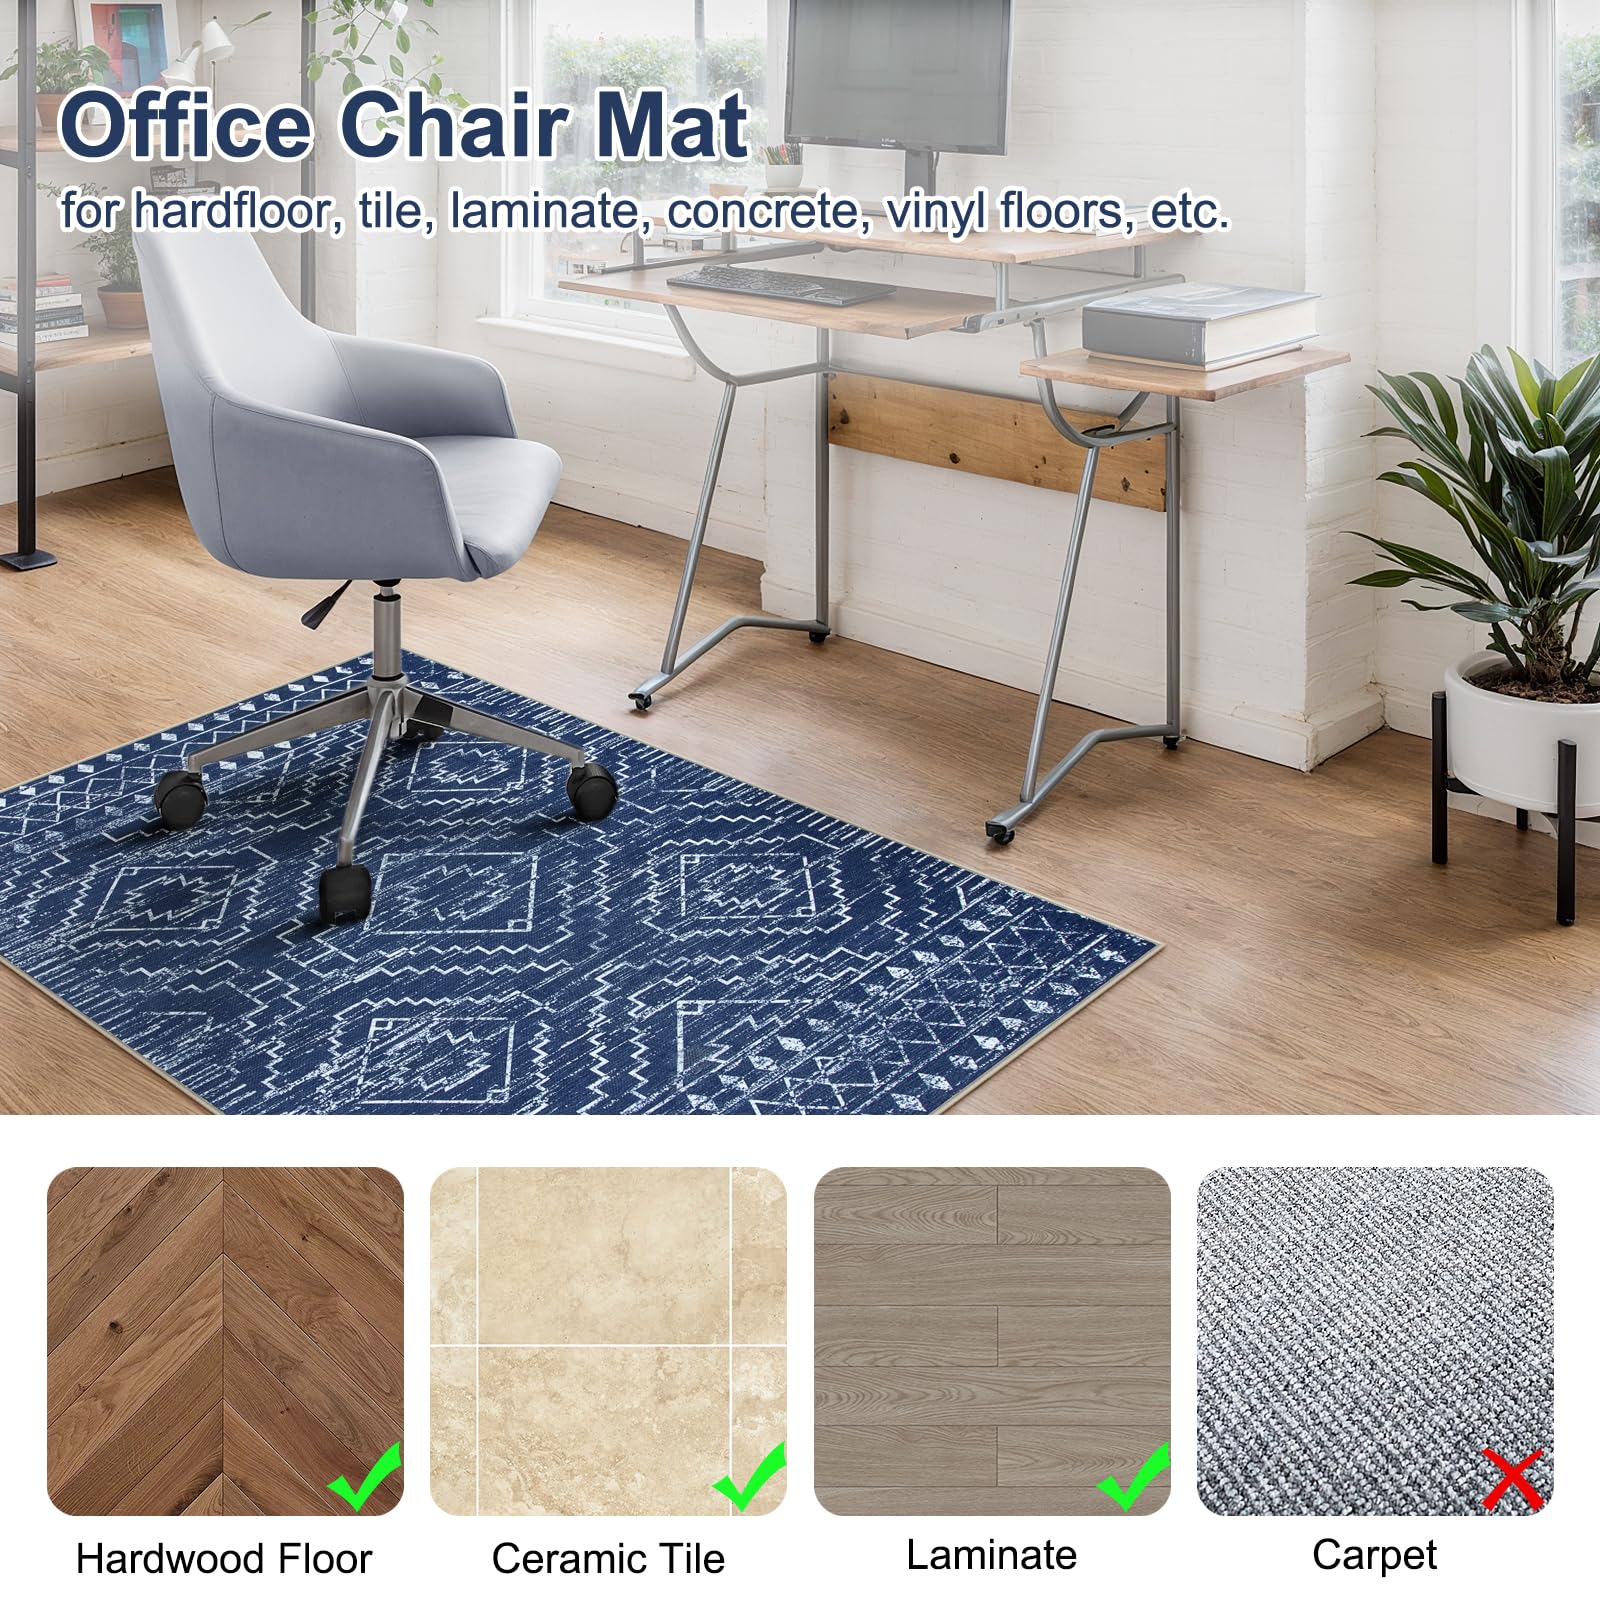 Office Chair Mat
for hardfloor, tile, laminate, concrete, vinyl floors, etc.
Hardwood Floor
Ceramic Tile
Laminate
Carpet